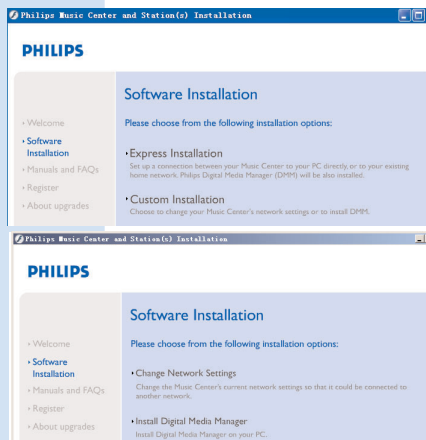 Philips Music Center and Station(s) Installation
PHILIPS
Software Installation
Please choose from the following installation options:
Welcome
Software
Installation
Manuals and FAQs
Register
About upgrades
Express Installation
Set up a connection between your Music Center to your PC directly, or to your existing
home network. Philips Digital Media Manager (DMM) will be also installed.
Custom Installation
Choose to change your Music Center's network settings or to install DMM.
Philips Music Center and Station(s) Installation
PHILIPS
Software Installation
Please choose from the following installation options:
Welcome
Software
Installation
Manuals and FAQs
Register
About upgrades
Change Network Settings
Change the Music Center's current network settings so that it could be connected to
another network.
Install Digital Media Manager
Install Digital Media Manager on your PC.